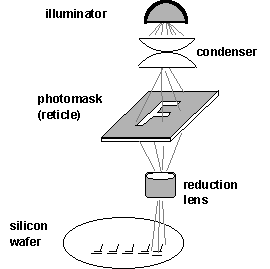 illuminator
condenser
photomask
(reticle)
F
reduction
lens
silicon
wafer